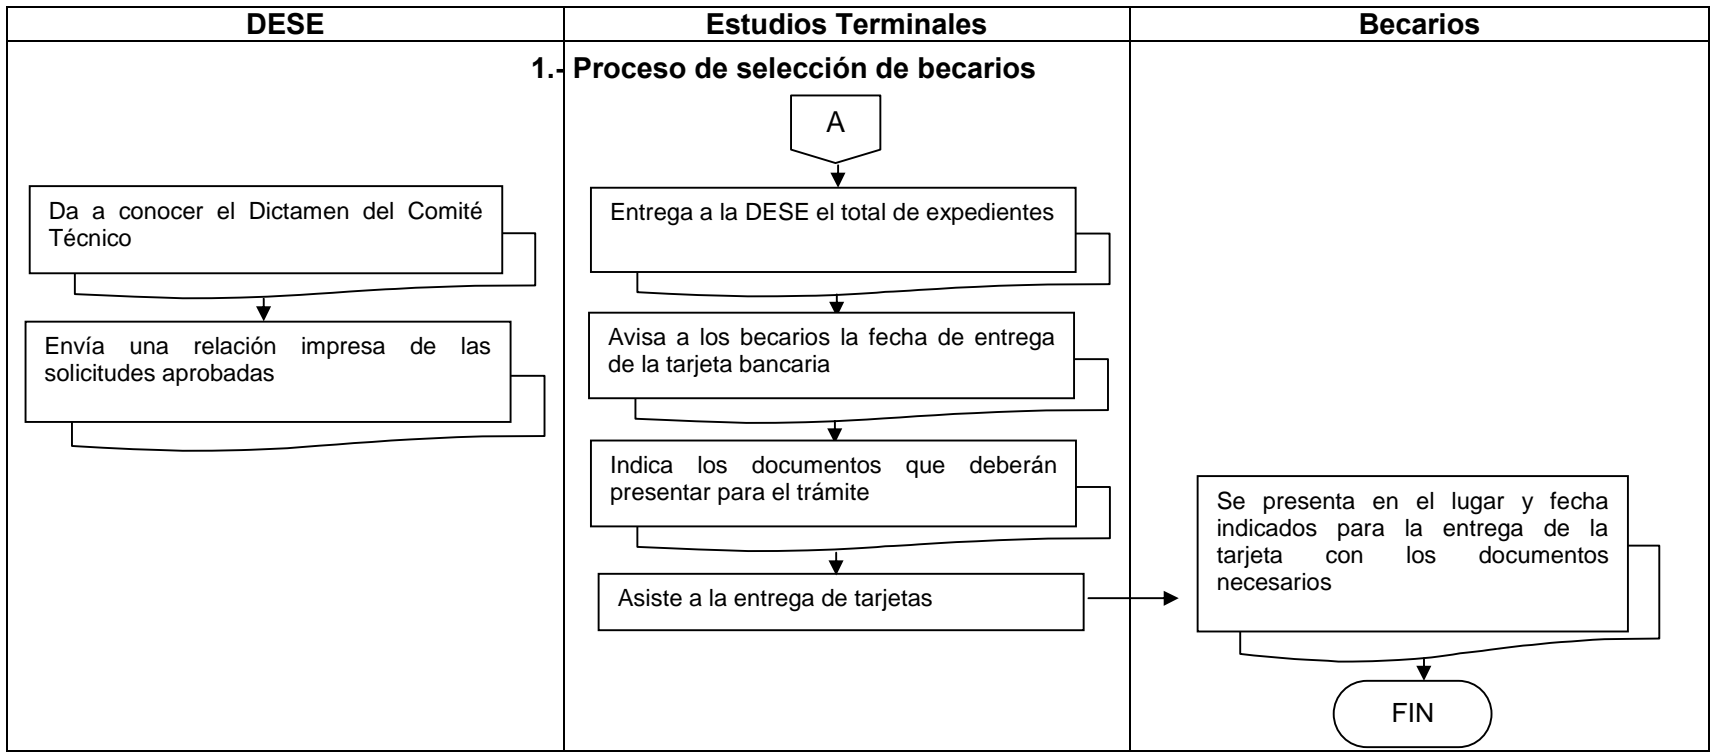 DESE
Estudios Terminales
Becarios
1.- Proceso de selección de becarios
A
Da a conocer el Dictamen del Comité
Técnico
Envía una relación impresa de las
solicitudes aprobadas
Entrega a la DESE el total de expedientes
Avisa a los becarios la fecha de entrega
de la tarjeta bancaria
Indica los documentos que deberán
presentar para el trámite
Asiste a la entrega de tarjetas
Se presenta en el lugar y fecha
indicados para la entrega de la
tarjeta con los documentos
necesarios
FIN